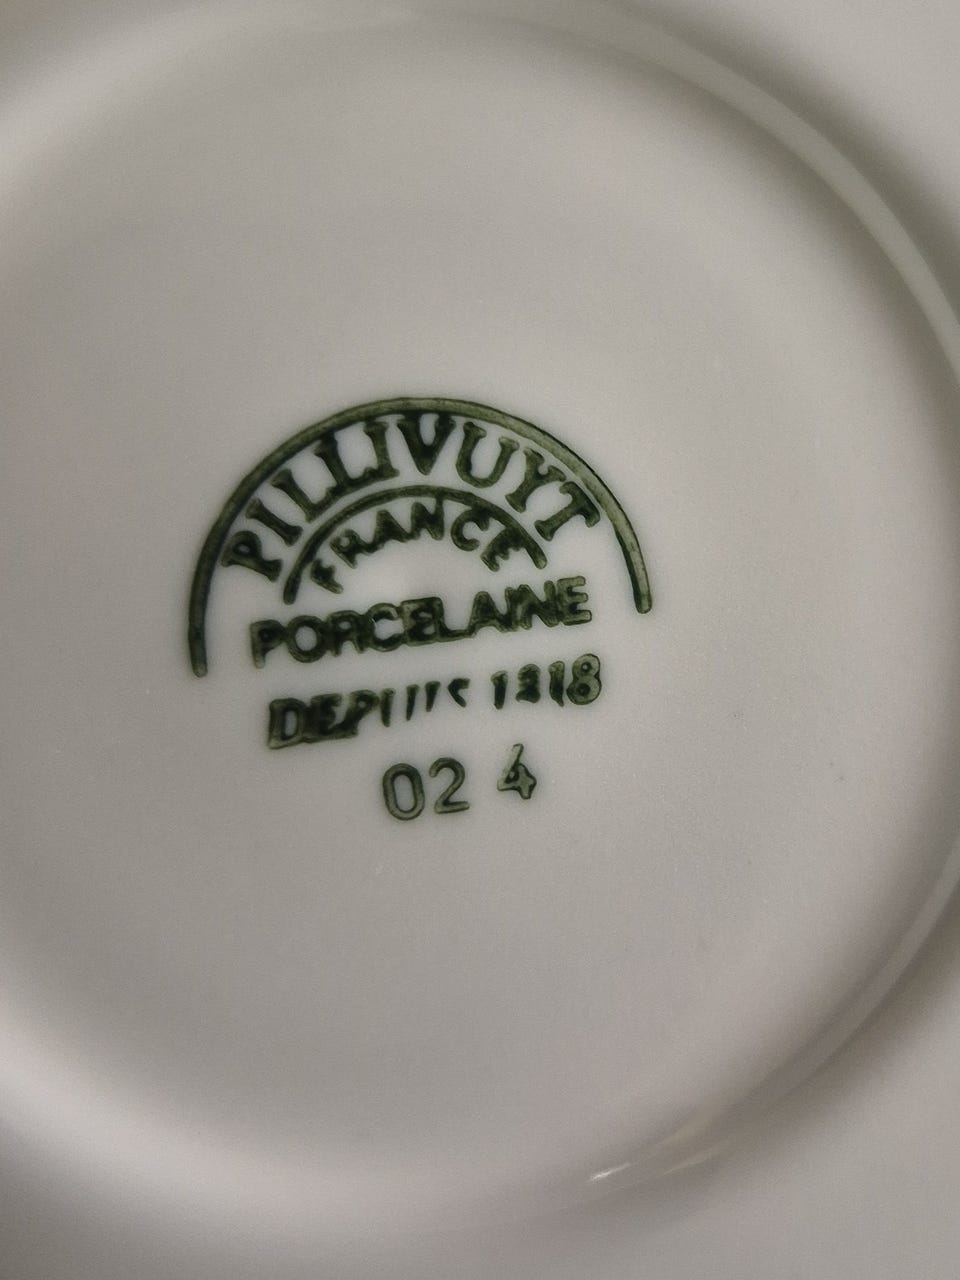 PILLIVUYT
FRANCE
PORCELAINE
DEPUIS 1818
02 4